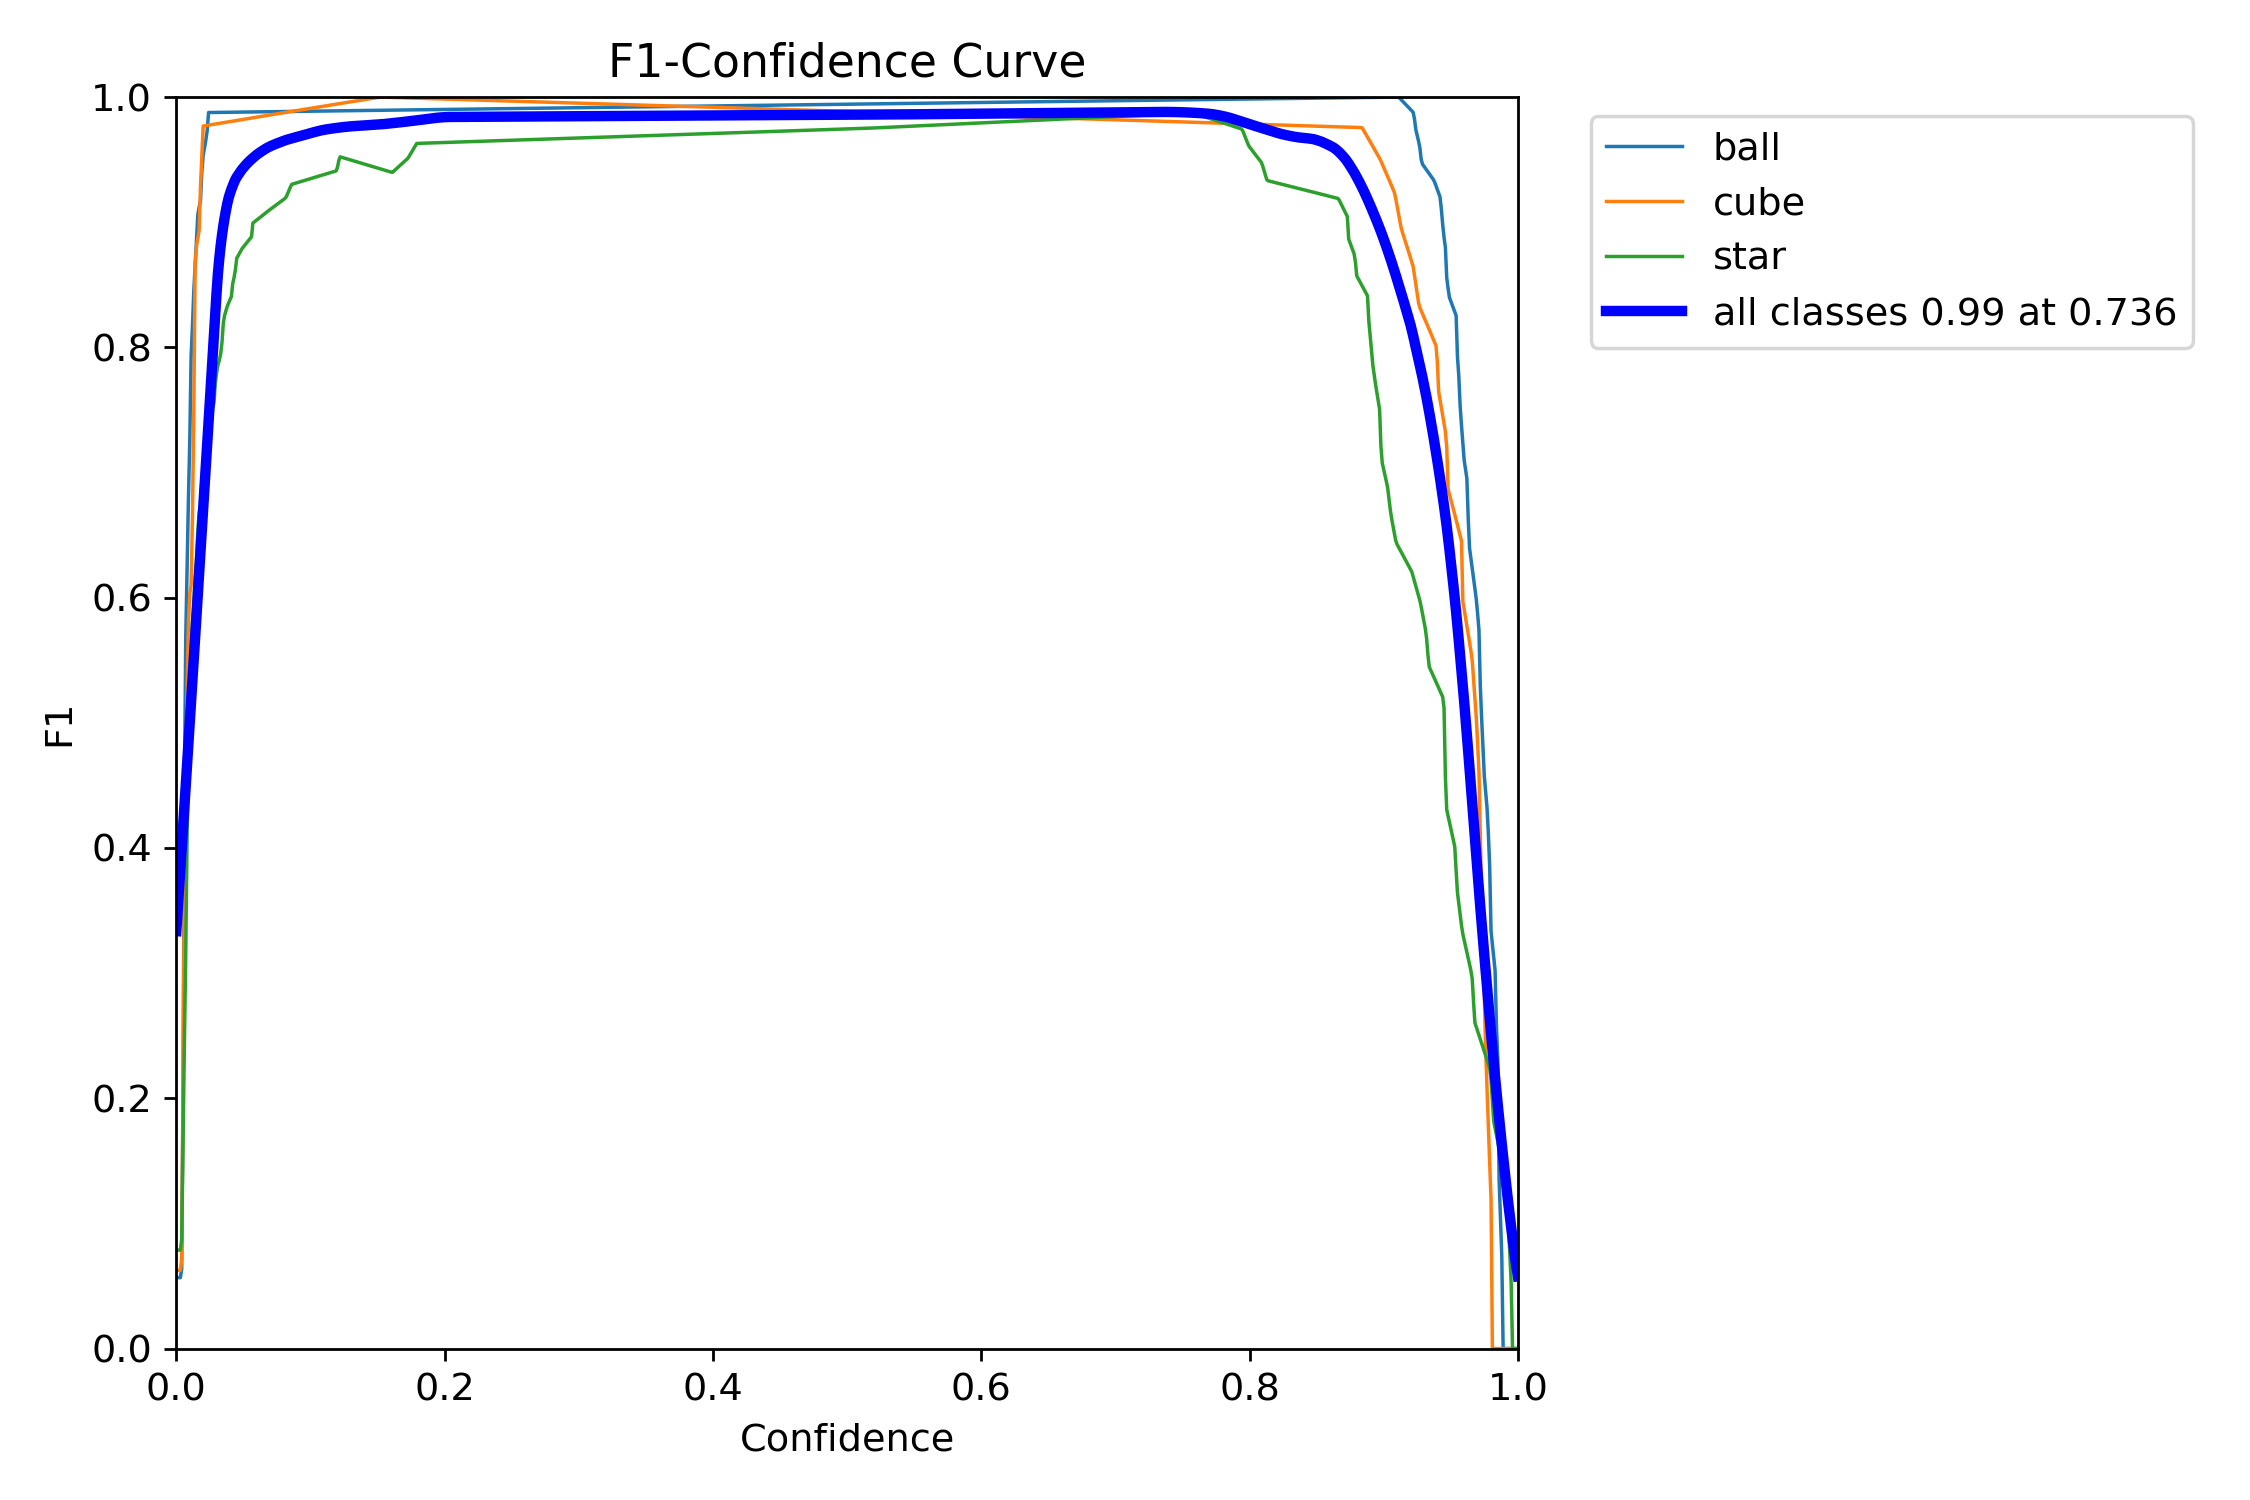 F1-Confidence Curve
1.0
0.8
0.6
0.4
0.2
0.0
F1
0.0 0.2 0.4 0.6 0.8 1.0
Confidence
ball
cube
star
all classes 0.99 at 0.736